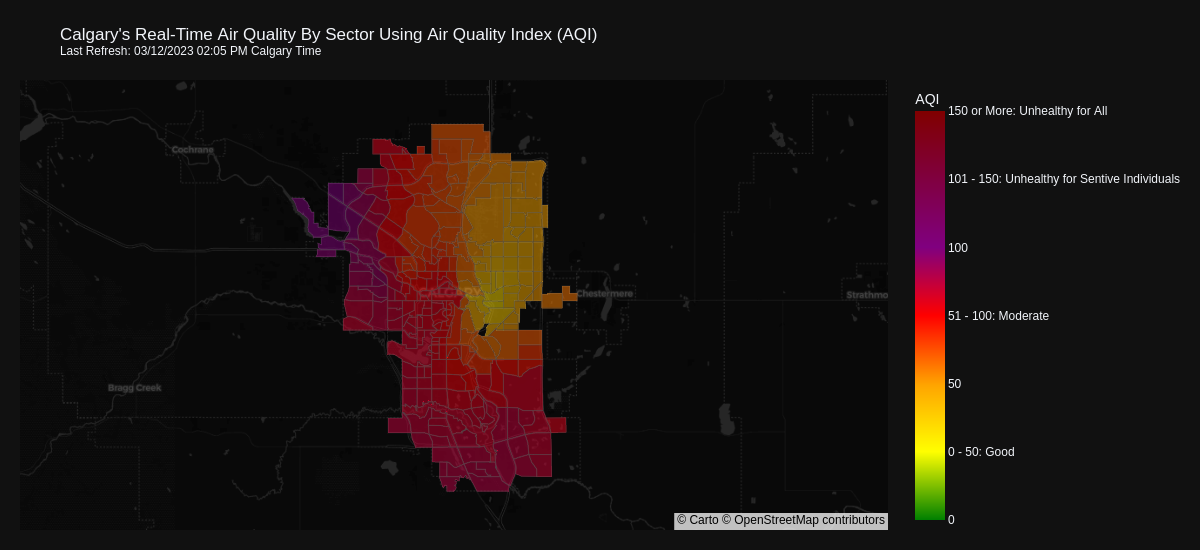 Calgary's Real-Time Air Quality By Sector Using Air Quality Index (AQI)
Last Refresh: 03/12/2023 02:05 PM Calgary Time
AQI
150 or More: Unhealthy for All
Cochrane
101 - 150: Unhealthy for Sentive Individuals
100
CALGARY
Chestermere
Strathmo
51 - 100: Moderate
Bragg Creek
50
0 - 50: Good
0
© Carto © OpenStreetMap contributors